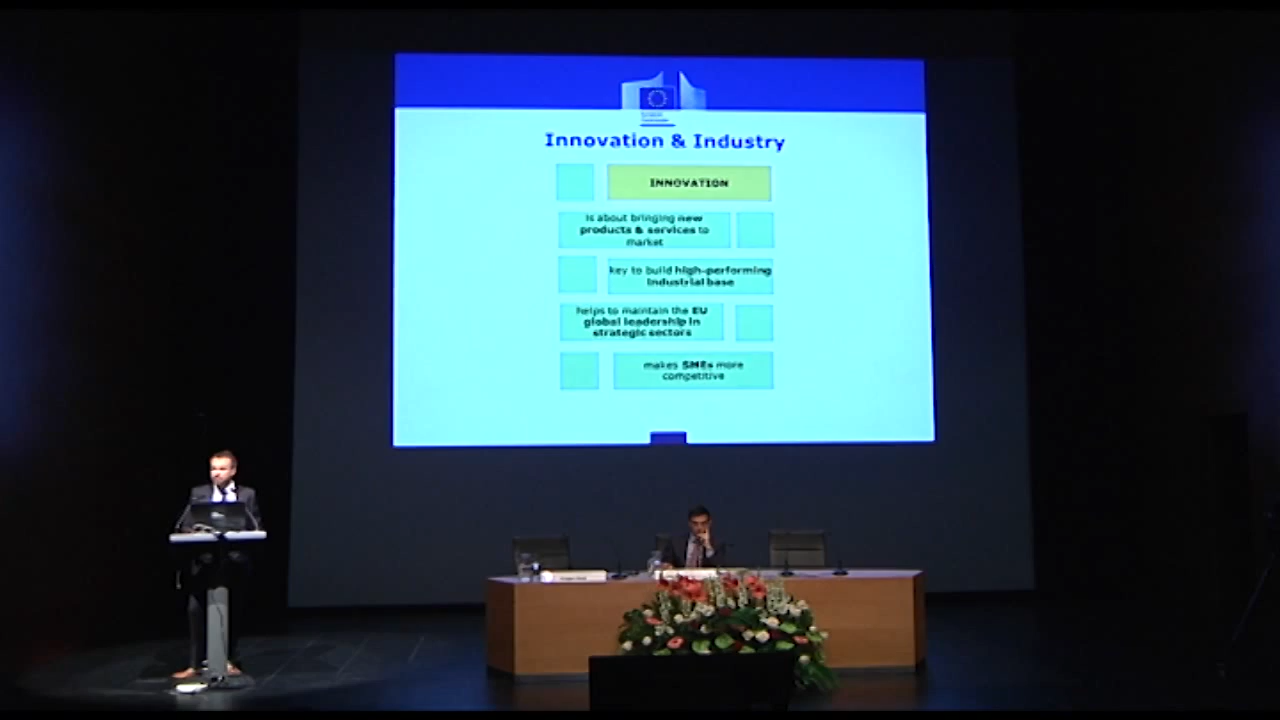 Innovation & Industry
INNOVATION
is about bringing new
products & services to
market
key to build high-performing
industrial base
helps to maintain the EU
global leadership in
strategic sectors
makes SMEs more
competitive